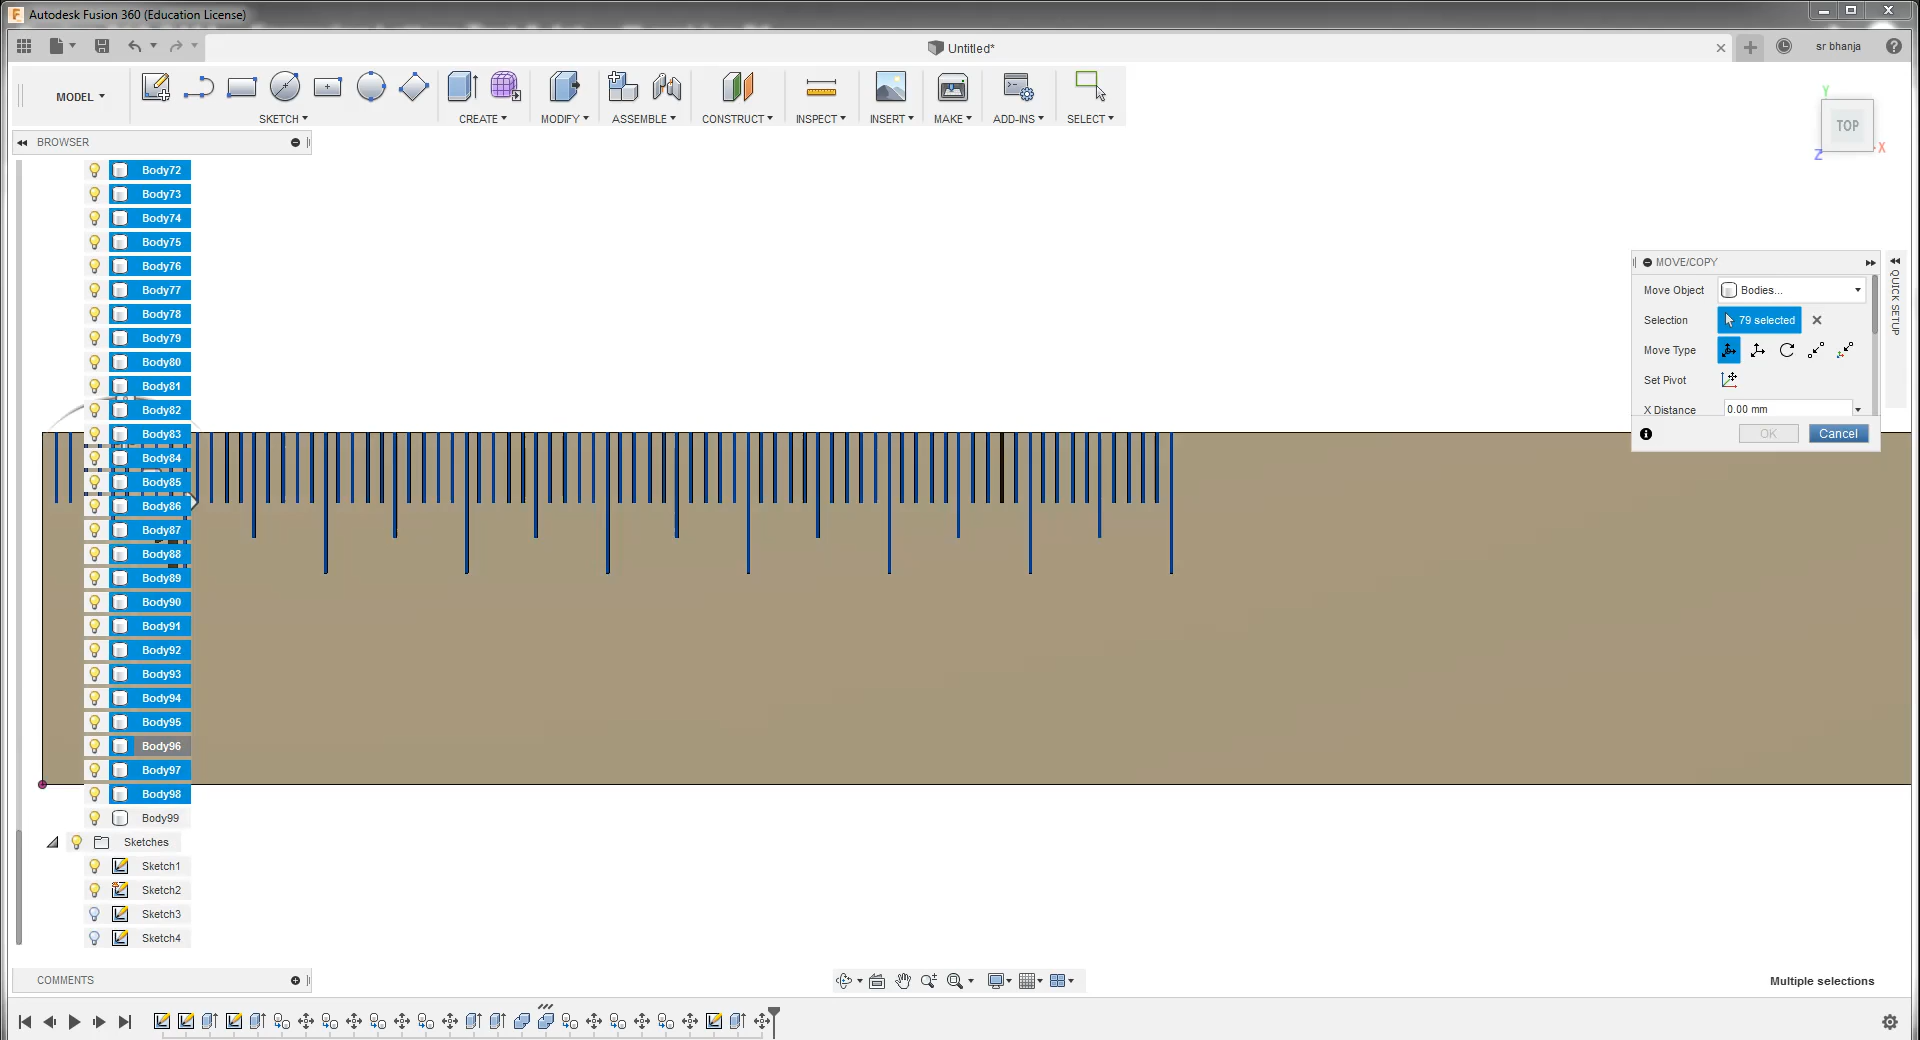 Autodesk Fusion 360 (Education License)
Untitled*
sr bhanja
MODEL
SKETCH
CREATE
MODIFY
ASSEMBLE
CONSTRUCT
INSPECT
INSERT
MAKE
ADD-INS
SELECT
Y
TOP
Z
X
BROWSER
Body72
Body73
Body74
Body75
Body76
Body77
Body78
Body79
Body80
Body81
Body82
Body83
Body84
Body85
Body86
Body87
Body88
Body89
Body90
Body91
Body92
Body93
Body94
Body95
Body96
Body97
Body98
Body99
Sketches
Sketch1
Sketch2
Sketch3
Sketch4
MOVE/COPY
Move Object
Bodies...
Selection
79 selected
Move Type
Set Pivot
X Distance
0.00 mm
OK
Cancel
QUICK SETUP
COMMENTS
Multiple selections